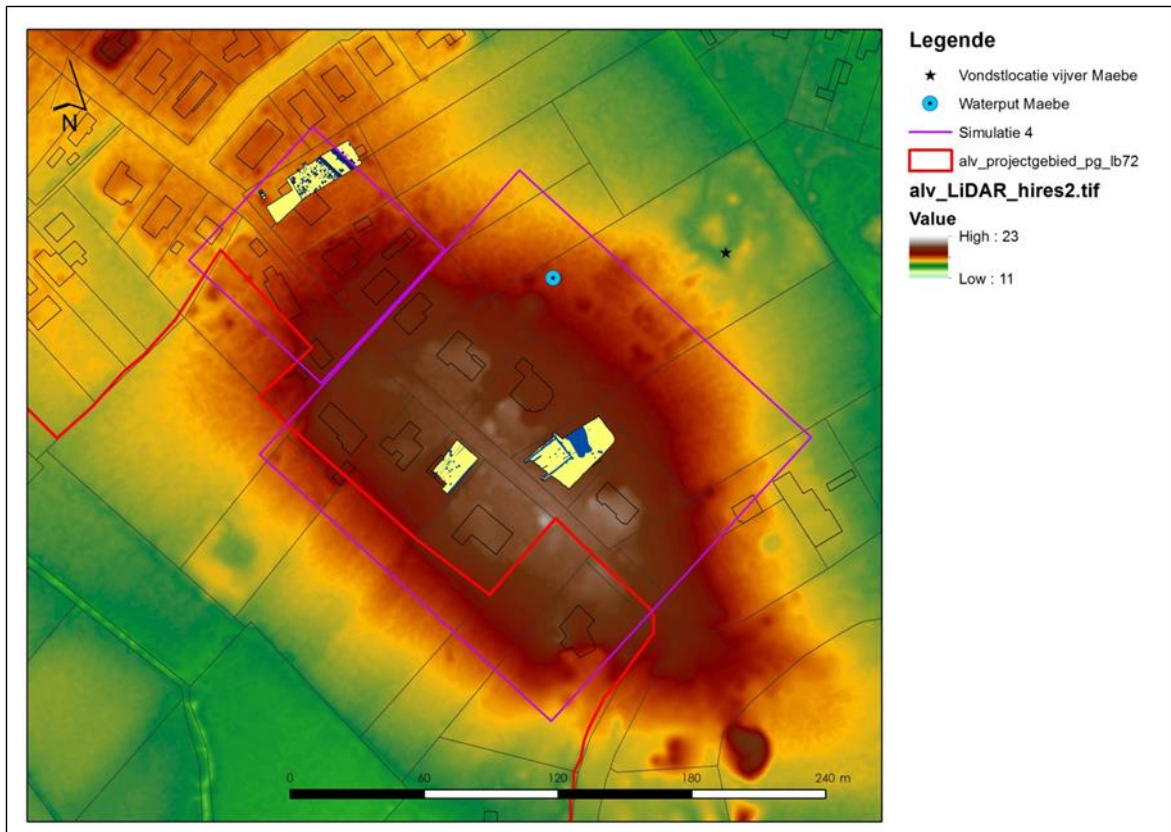 N
Legende
Vondstlocatie vijver Maebe
Waterput Maebe
Simulatie 4
alv_projectgebied_pg_lb72
alv_LiDAR_hires2.tif
Value
High : 23
Low : 11
0 60 120 180 240 m